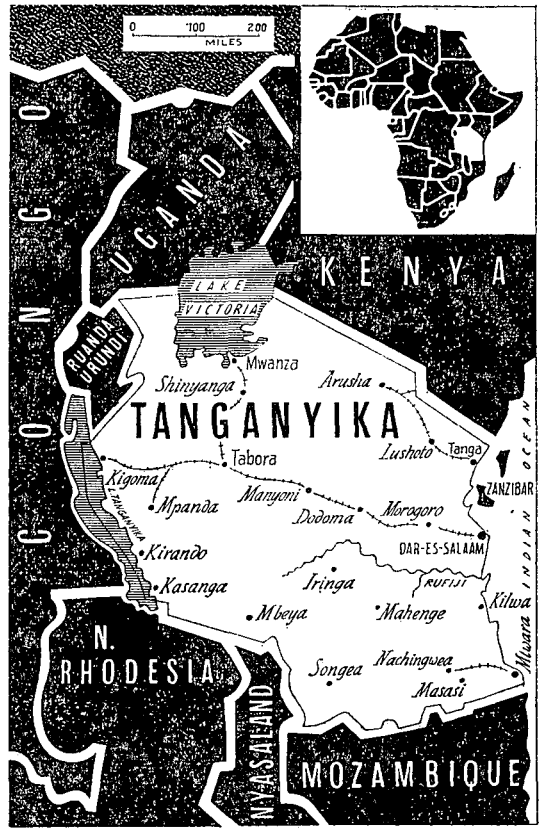 0 100 200
MILES
CONGO
UGANDA
KENYA
LAKE
VICTORIA
RUANDA
URUNDI
Mwanza
Shinyanga
Arusha
TANGANYIKA
Lushoto
Tanga
INDIAN OCEAN
ZANZIBAR
Kigoma
Tabora
L. TANGANYIKA
Mpanda
Manyoni
Dodoma
Morogoro
DAR-ES-SALAAM
Kirando
Kasanga
Iringa
RUFIJI
Kilwa
Mbeya
Mahenge
Mtwara
N.
RHODESIA
Songea
Nachingwea
Masasi
NYASALAND
MOZAMBIQUE